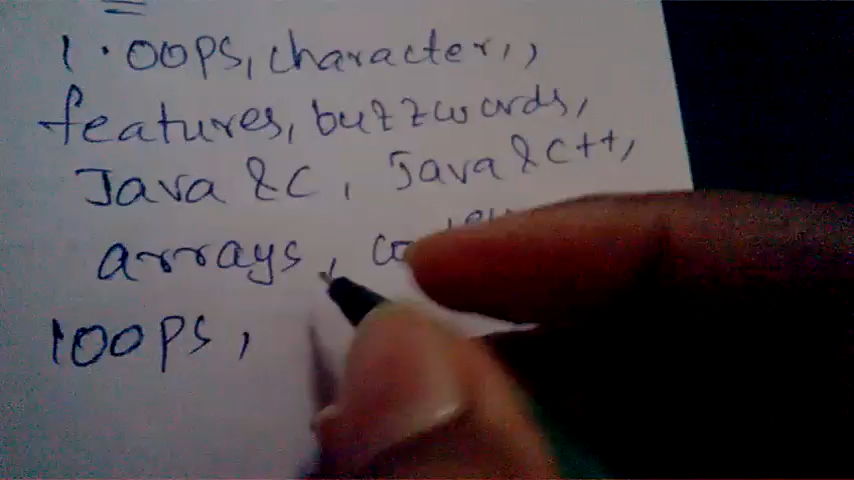 1. OOPS, character,,
features, buzzwords,
Java & C, Java & C++,
arrays,
loops,